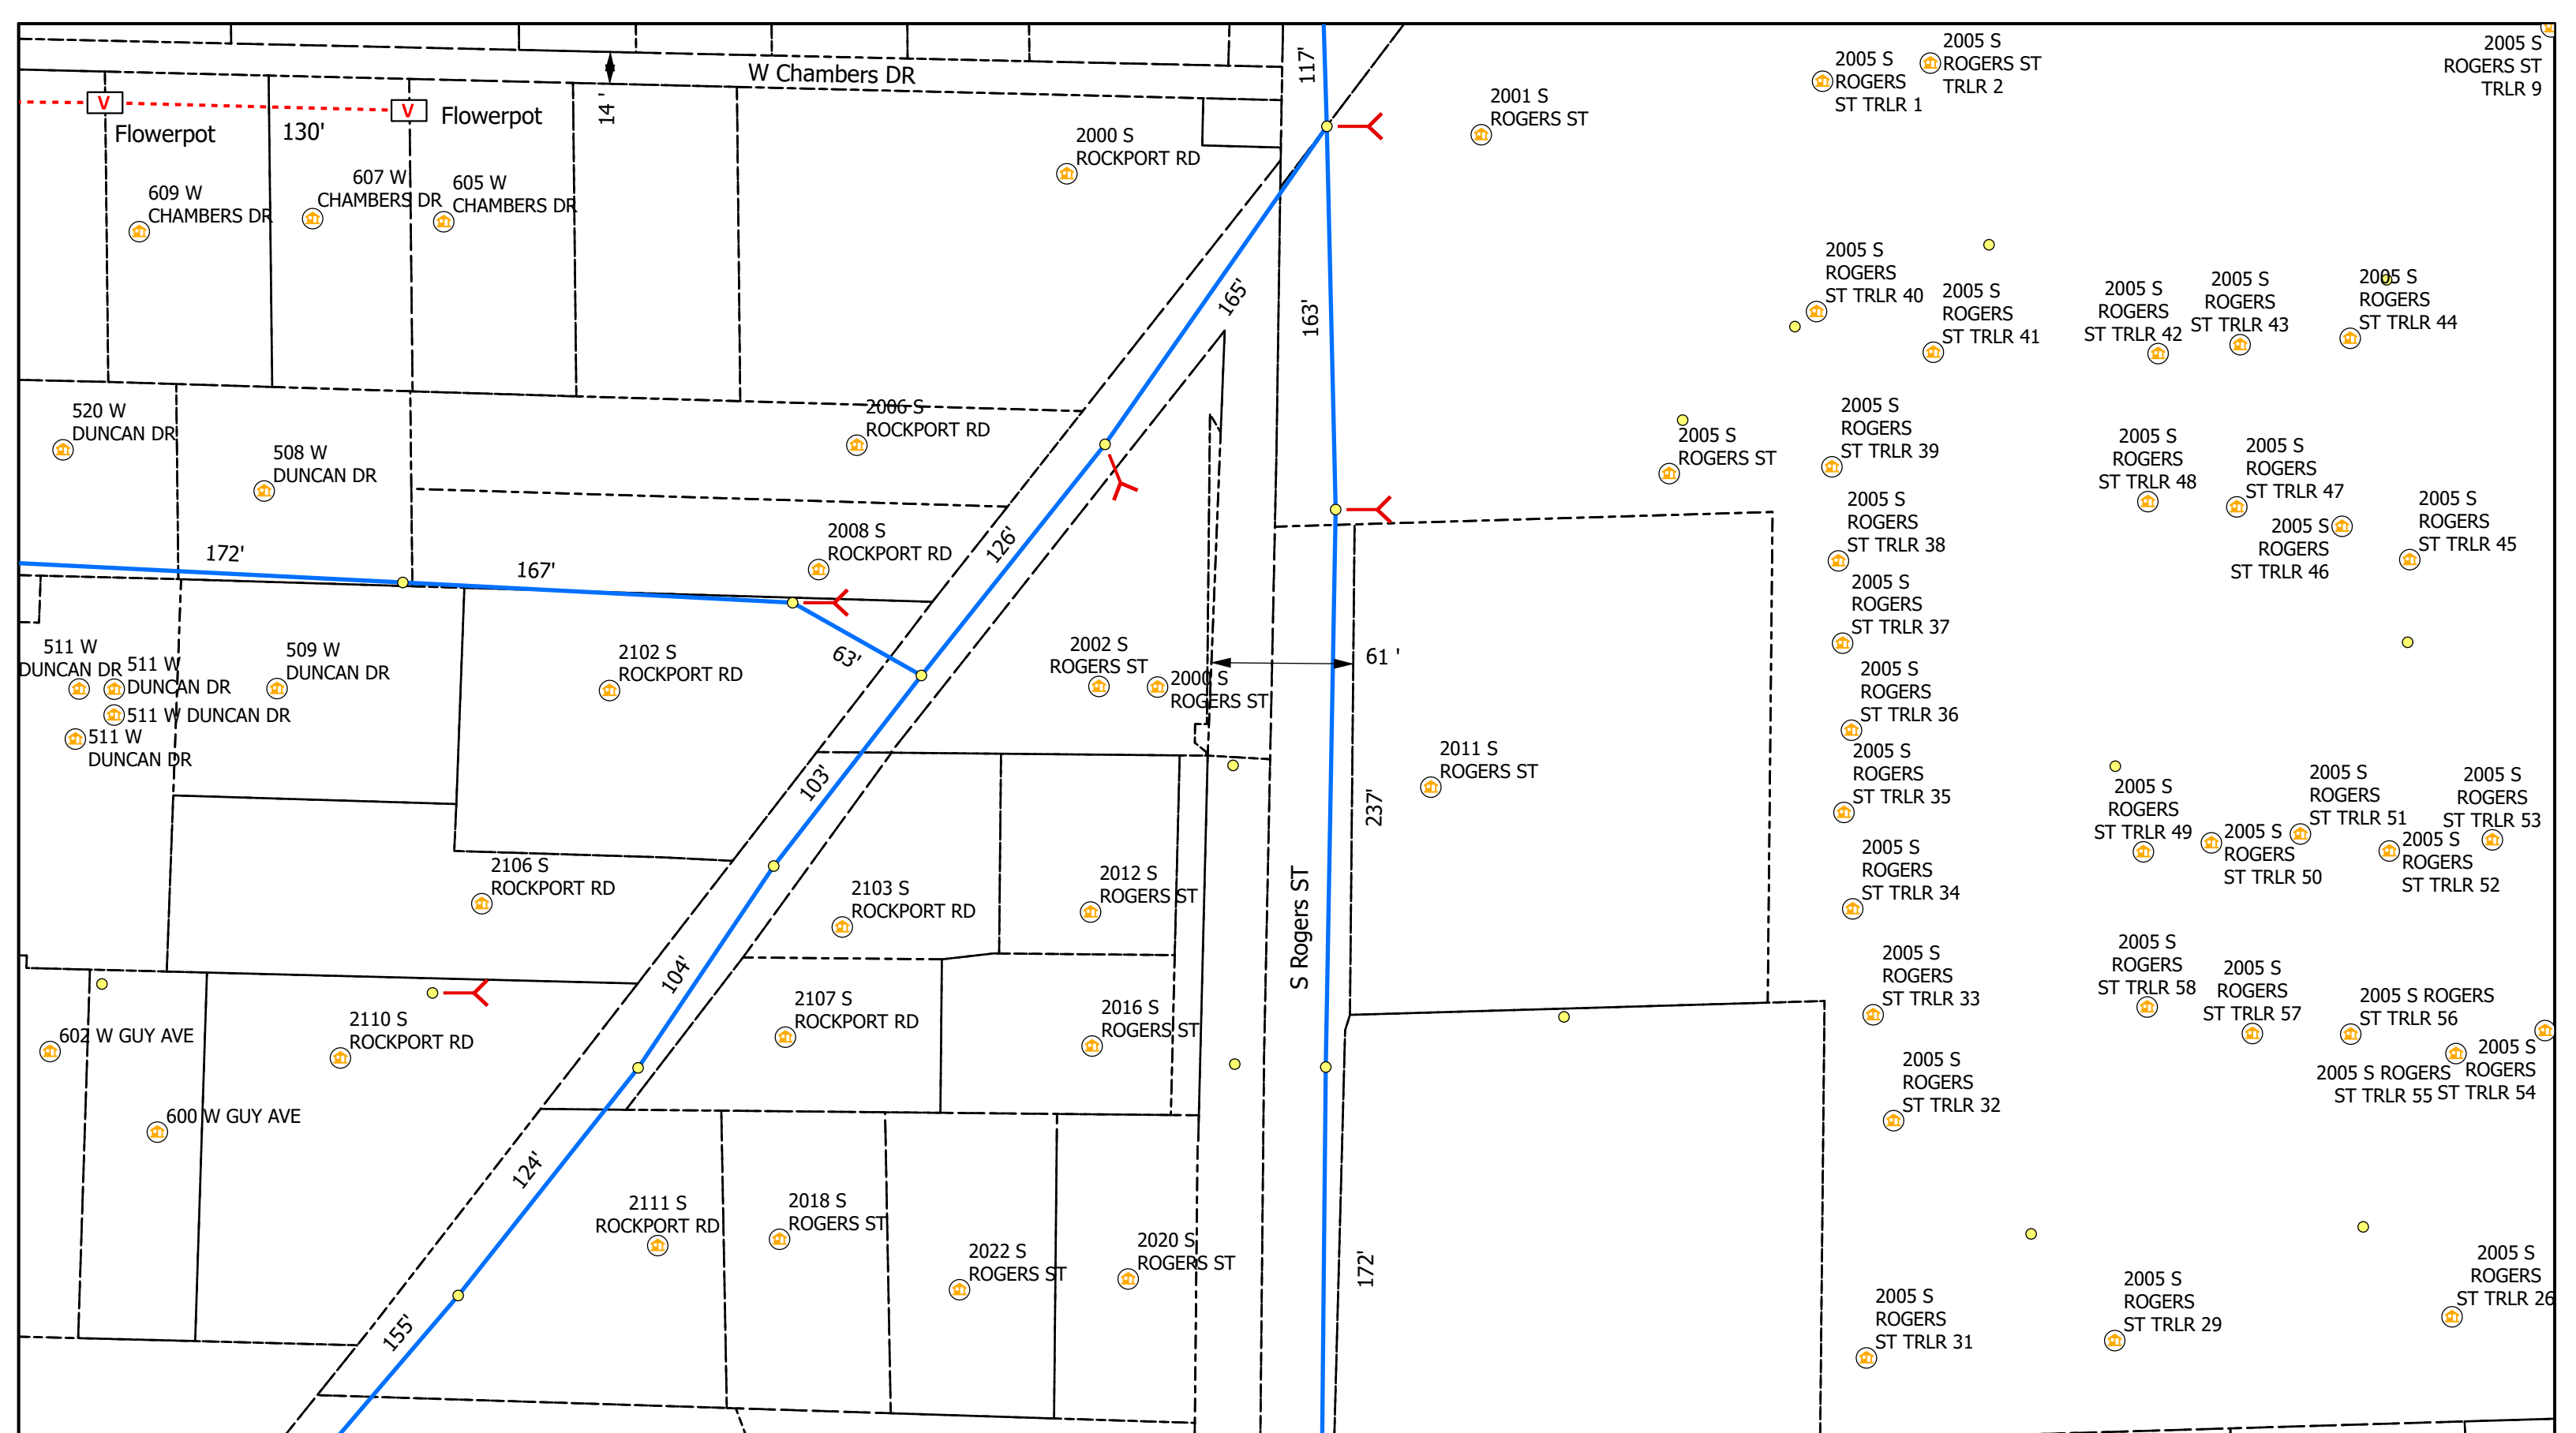 W Chambers DR
14 '
117'
V
Flowerpot
130'
V
Flowerpot
609 W
CHAMBERS DR
607 W
CHAMBERS DR
605 W
CHAMBERS DR
2000 S
ROCKPORT RD
2001 S
ROGERS ST
2005 S
ROGERS
ST TRLR 1
2005 S
ROGERS ST
TRLR 2
2005 S
ROGERS ST
TRLR 9
165'
163'
2005 S
ROGERS
ST TRLR 40
2005 S
ROGERS
ST TRLR 41
2005 S
ROGERS
ST TRLR 42
2005 S
ROGERS
ST TRLR 43
2005 S
ROGERS
ST TRLR 44
520 W
DUNCAN DR
508 W
DUNCAN DR
2006 S
ROCKPORT RD
2005 S
ROGERS ST
2005 S
ROGERS
ST TRLR 39
2005 S
ROGERS
ST TRLR 48
2005 S
ROGERS
ST TRLR 47
2005 S
ROGERS
ST TRLR 46
2005 S
ROGERS
ST TRLR 45
172'
167'
2008 S
ROCKPORT RD
126'
2005 S
ROGERS
ST TRLR 38
2005 S
ROGERS
ST TRLR 37
511 W
DUNCAN DR
511 W
DUNCAN DR
511 W DUNCAN DR
511 W
DUNCAN DR
509 W
DUNCAN DR
2102 S
ROCKPORT RD
63'
2002 S
ROGERS ST
2000 S
ROGERS ST
61 '
2005 S
ROGERS
ST TRLR 36
2005 S
ROGERS
ST TRLR 35
103'
2011 S
ROGERS ST
237'
2005 S
ROGERS
ST TRLR 49
2005 S
ROGERS
ST TRLR 50
2005 S
ROGERS
ST TRLR 51
2005 S
ROGERS
ST TRLR 52
2005 S
ROGERS
ST TRLR 53
2106 S
ROCKPORT RD
2103 S
ROCKPORT RD
2012 S
ROGERS ST
S Rogers ST
2005 S
ROGERS
ST TRLR 34
104'
2005 S
ROGERS
ST TRLR 33
2005 S
ROGERS
ST TRLR 58
2005 S
ROGERS
ST TRLR 57
2005 S ROGERS
ST TRLR 56
2005 S ROGERS
ST TRLR 55
2005 S
ROGERS
ST TRLR 54
602 W GUY AVE
2110 S
ROCKPORT RD
2107 S
ROCKPORT RD
2016 S
ROGERS ST
2005 S
ROGERS
ST TRLR 32
600 W GUY AVE
124'
2111 S
ROCKPORT RD
2018 S
ROGERS ST
2022 S
ROGERS ST
2020 S
ROGERS ST
172'
155'
2005 S
ROGERS
ST TRLR 31
2005 S
ROGERS
ST TRLR 29
2005 S
ROGERS
ST TRLR 26